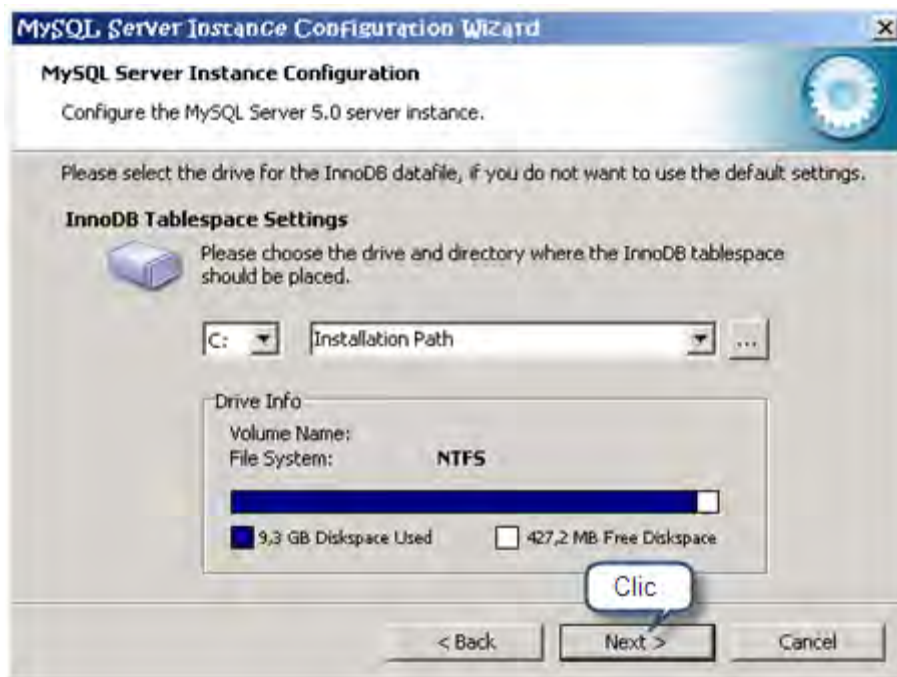 MySQL Server Instance Configuration Wizard
MySQL Server Instance Configuration
Configure the MySQL Server 5.0 server instance.
Please select the drive for the InnoDB datafile, if you do not want to use the default settings.
InnoDB Tablespace Settings
Please choose the drive and directory where the InnoDB tablespace
should be placed.
C: Installation Path ...
Drive Info
Volume Name:
File System: NTFS
9,3 GB Diskspace Used 427,2 MB Free Diskspace
Clic
< Back Next > Cancel